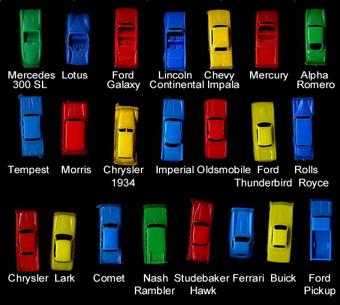 Mercedes 300 SL
Lotus
Ford Galaxy
Lincoln Continental
Chevy Impala
Mercury
Alpha Romero
Tempest
Morris
Chrysler 1934
Imperial
Oldsmobile
Ford Thunderbird
Rolls Royce
Chrysler
Lark
Comet
Nash Rambler
Studebaker Hawk
Ferrari
Buick
Ford Pickup